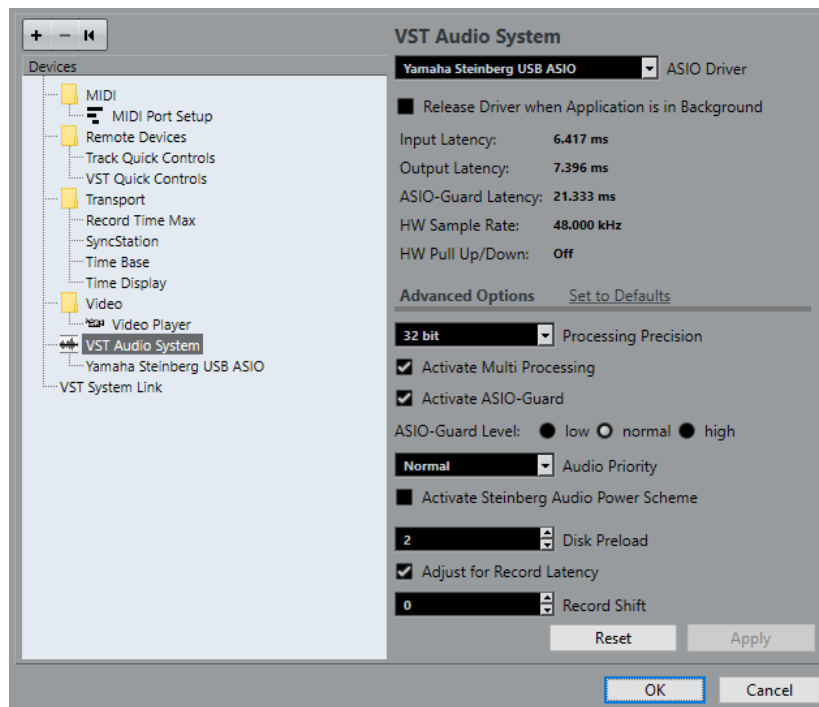 VST Audio System
Devices
Yamaha Steinberg USB ASIO ASIO Driver
MIDI
MIDI Port Setup
Remote Devices
Track Quick Controls
VST Quick Controls
Transport
Record Time Max
SyncStation
Time Base
Time Display
Video
Video Player
VST Audio System
Yamaha Steinberg USB ASIO
VST System Link
Release Driver when Application is in Background
Input Latency: 6.417 ms
Output Latency: 7.396 ms
ASIO-Guard Latency: 21.333 ms
HW Sample Rate: 48.000 kHz
HW Pull Up/Down: Off
Advanced Options Set to Defaults
32 bit Processing Precision
Activate Multi Processing
Activate ASIO-Guard
ASIO-Guard Level: low normal high
Normal Audio Priority
Activate Steinberg Audio Power Scheme
2 Disk Preload
Adjust for Record Latency
0 Record Shift
Reset Apply
OK Cancel